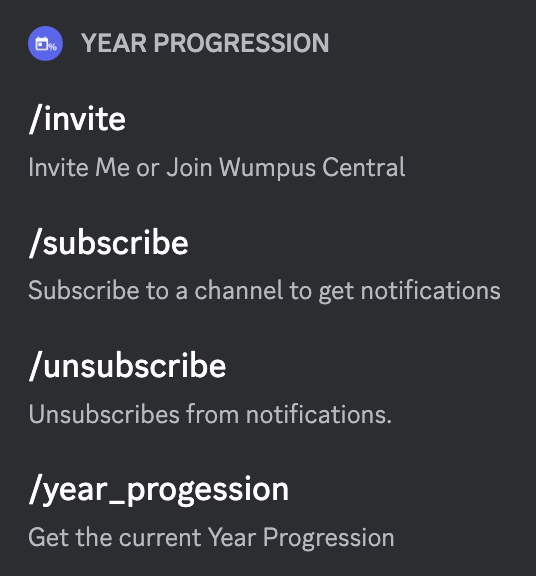 YEAR PROGRESSION
/invite
Invite Me or Join Wumpus Central
/subscribe
Subscribe to a channel to get notifications
/unsubscribe
Unsubscribes from notifications.
/year_progession
Get the current Year Progression